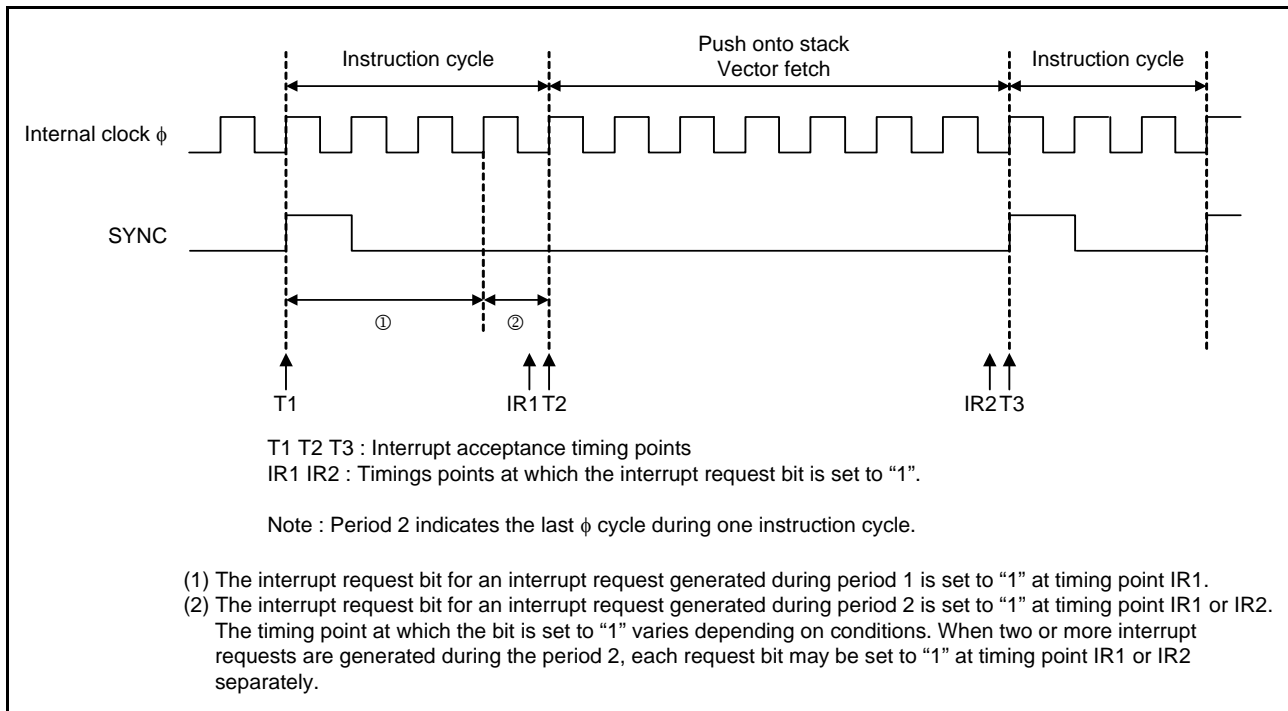 Instruction cycle
Push onto stack
Vector fetch
Instruction cycle
Internal clock ϕ
SYNC
①
②
T1
IR1 T2
IR2 T3
T1 T2 T3 : Interrupt acceptance timing points
IR1 IR2 : Timings points at which the interrupt request bit is set to “1”.
Note : Period 2 indicates the last ϕ cycle during one instruction cycle.
(1) The interrupt request bit for an interrupt request generated during period 1 is set to “1” at timing point IR1.
(2) The interrupt request bit for an interrupt request generated during period 2 is set to “1” at timing point IR1 or IR2.
The timing point at which the bit is set to “1” varies depending on conditions. When two or more interrupt
requests are generated during the period 2, each request bit may be set to “1” at timing point IR1 or IR2
separately.